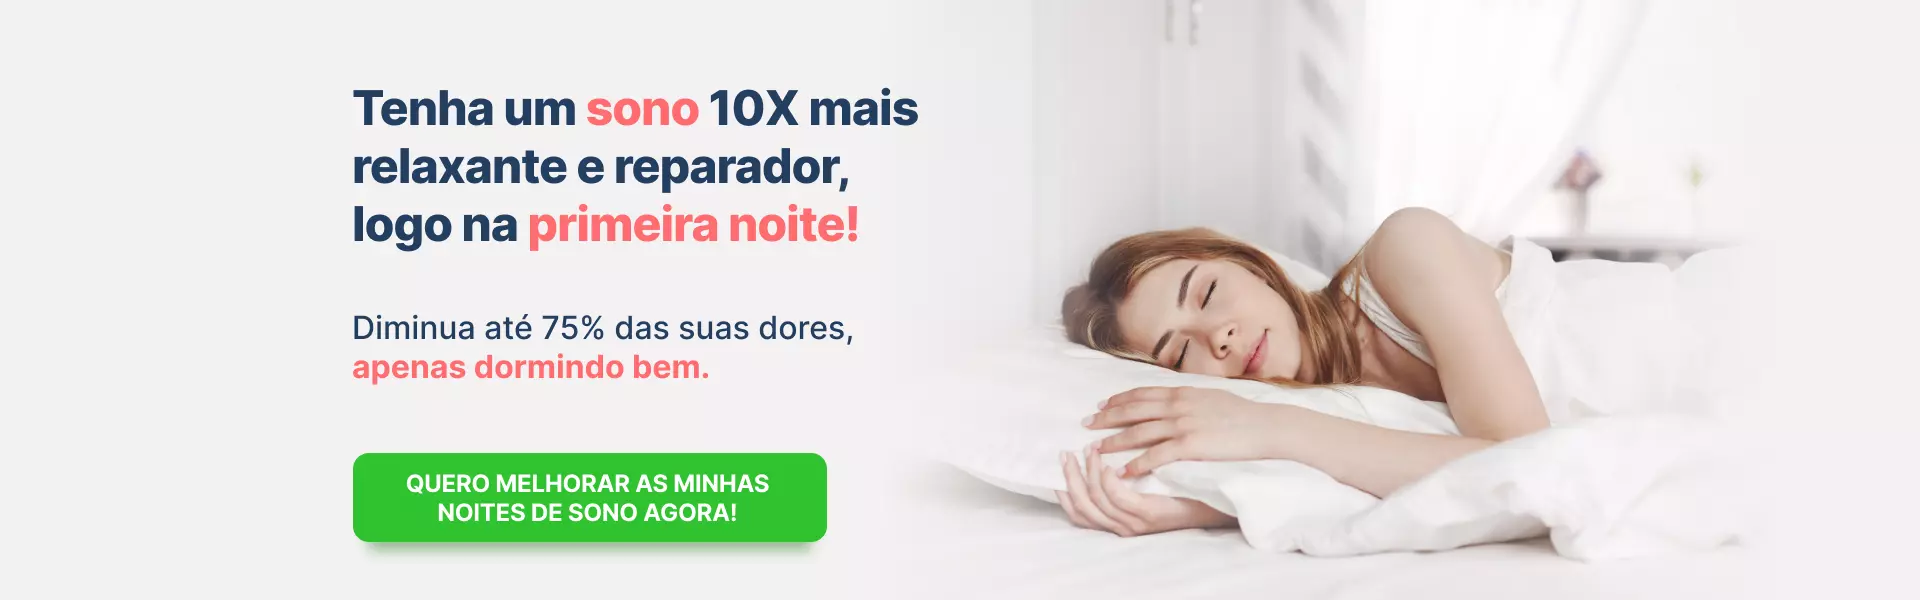 Tenha um sono 10X mais
relaxante e reparador,
logo na primeira noite!
Diminua até 75% das suas dores,
apenas dormindo bem.
QUERO MELHORAR AS MINHAS
NOITES DE SONO AGORA!